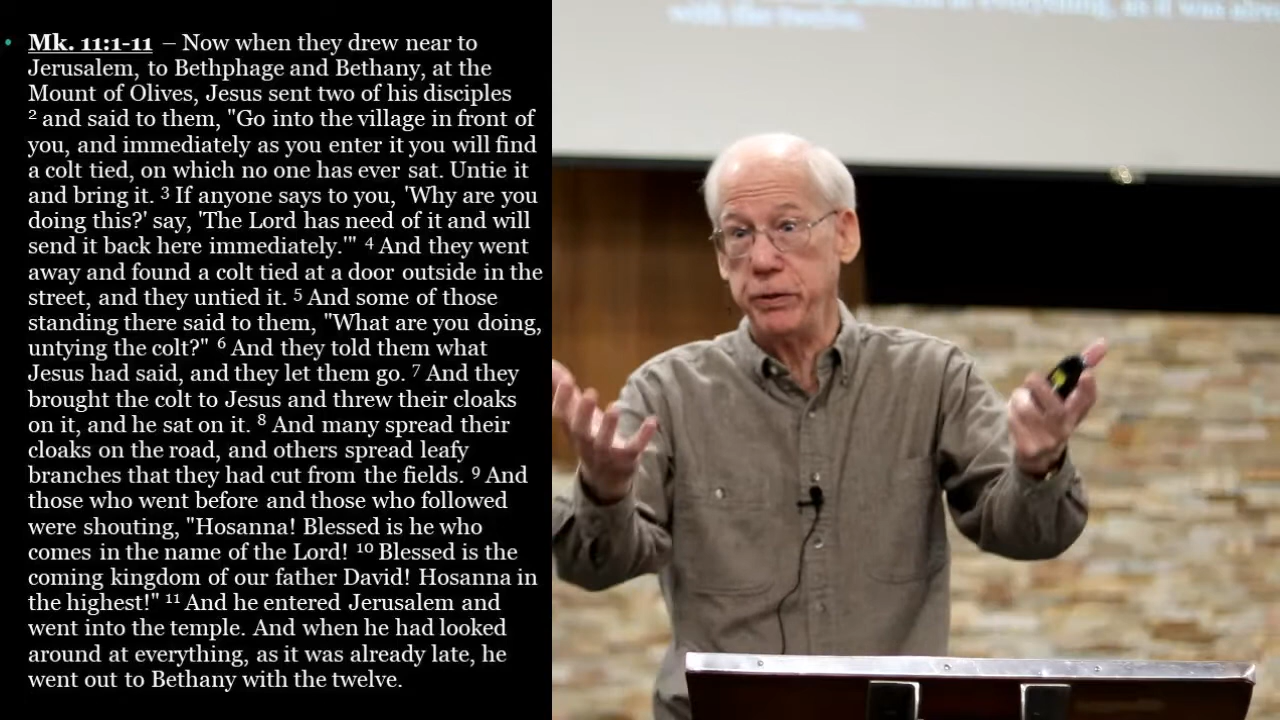 • Mk. 11:1-11 – Now when they drew near to
Jerusalem, to Bethphage and Bethany, at the
Mount of Olives, Jesus sent two of his disciples
² and said to them, "Go into the village in front of
you, and immediately as you enter it you will find
a colt tied, on which no one has ever sat. Untie it
and bring it. ³ If anyone says to you, 'Why are you
doing this?' say, 'The Lord has need of it and will
send it back here immediately.'" ⁴ And they went
away and found a colt tied at a door outside in the
street, and they untied it. ⁵ And some of those
standing there said to them, "What are you doing,
untying the colt?" ⁶ And they told them what
Jesus had said, and they let them go. ⁷ And they
brought the colt to Jesus and threw their cloaks
on it, and he sat on it. ⁸ And many spread their
cloaks on the road, and others spread leafy
branches that they had cut from the fields. ⁹ And
those who went before and those who followed
were shouting, "Hosanna! Blessed is he who
comes in the name of the Lord! ¹⁰ Blessed is the
coming kingdom of our father David! Hosanna in
the highest!" ¹¹ And he entered Jerusalem and
went into the temple. And when he had looked
around at everything, as it was already late, he
went out to Bethany with the twelve.
everything, as it was
with the twelve.